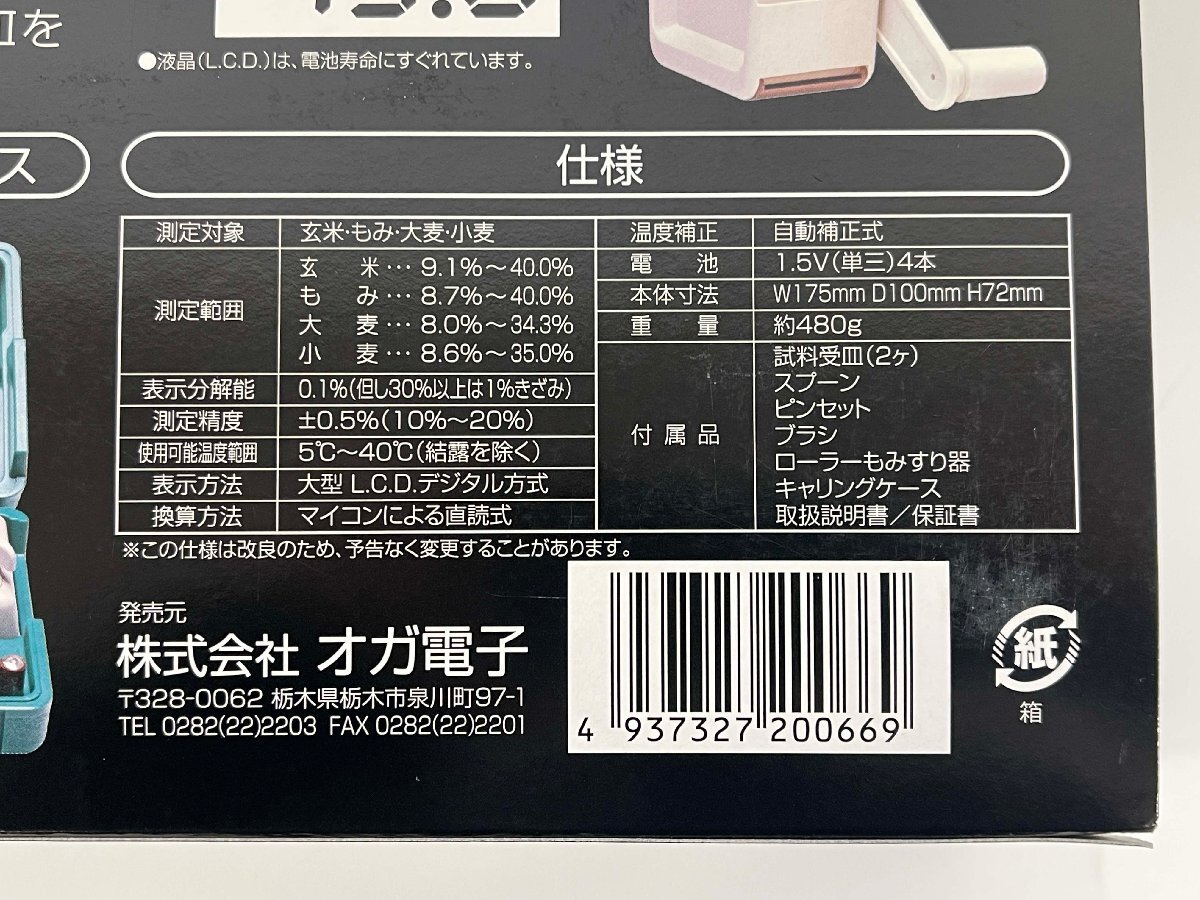 Ⅱを
●液晶(L.C.D.)は、電池寿命にすぐれています。
ス
仕様
測定対象 玄米・もみ・大麦・小麦
測定範囲
玄米…9.1%～40.0%
もみ…8.7%～40.0%
大麦…8.0%～34.3%
小麦…8.6%～35.0%
表示分解能 0.1%(但し30%以上は1%きざみ)
測定精度 ±0.5%(10%～20%)
使用可能温度範囲 5℃～40℃(結露を除く)
表示方法 大型 L.C.D.デジタル方式
換算方法 マイコンによる直読式
温度補正 自動補正式
電池 1.5V(単三)4本
本体寸法 W175mm D100mm H72mm
重量 約480g
付属品
試料受皿(2ヶ)
スプーン
ピンセット
ブラシ
ローラーもみすり器
キャリングケース
取扱説明書／保証書
※この仕様は改良のため、予告なく変更することがあります。
発売元
株式会社 オガ電子
〒328-0062 栃木県栃木市泉川町97-1
TEL 0282(22)2203 FAX 0282(22)2201
4 937327 200669
紙
箱